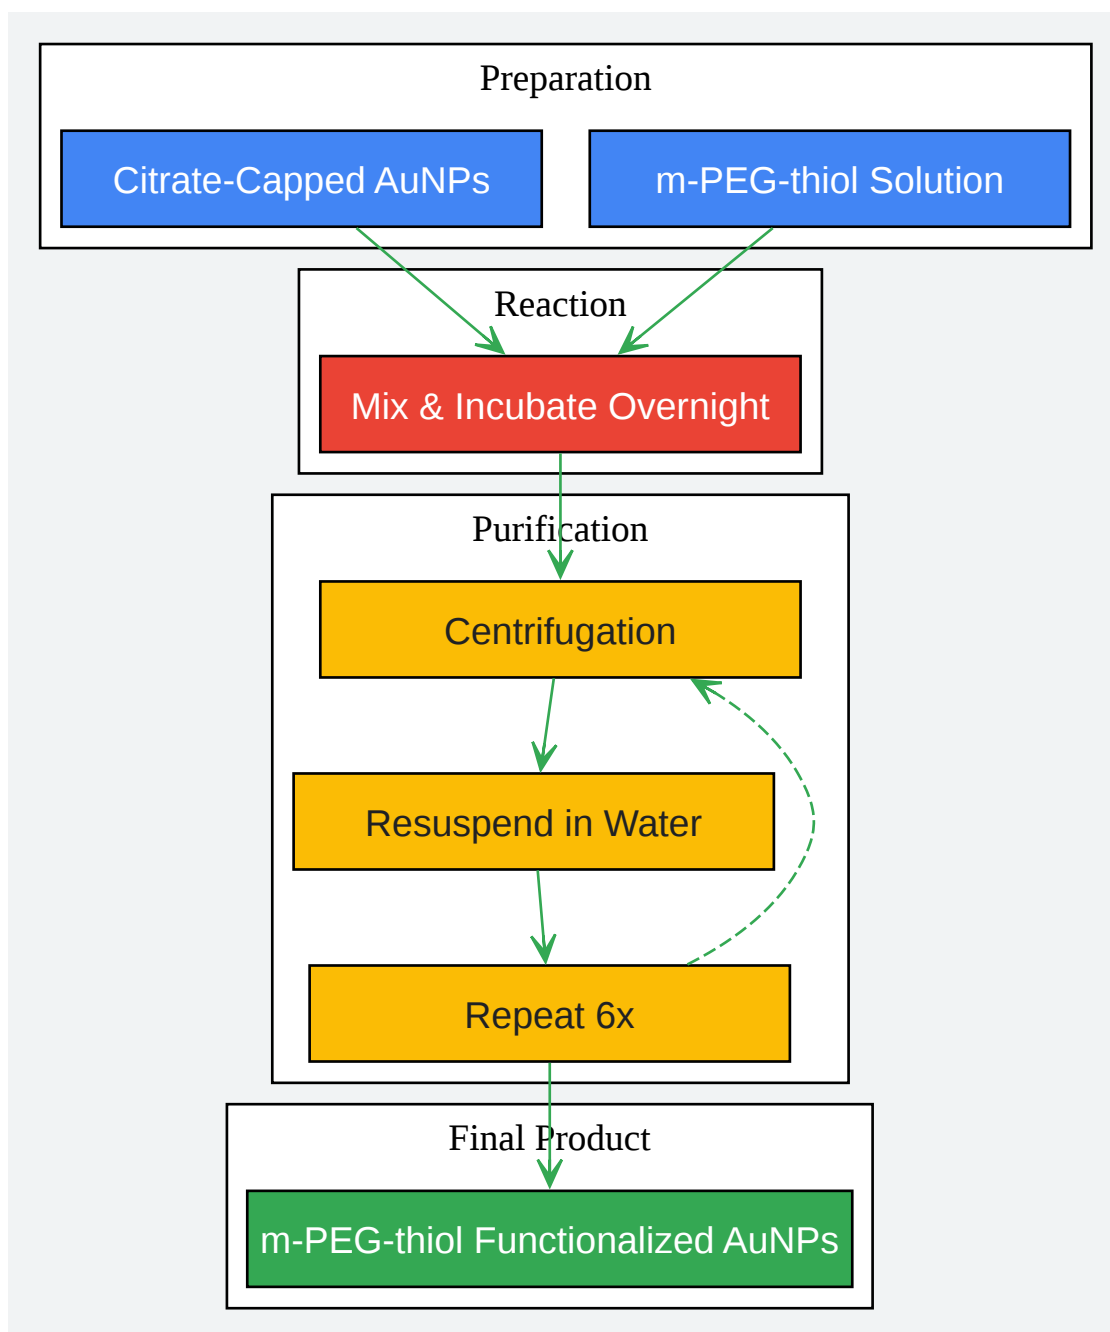 Preparation
Citrate-Capped AuNPs
m-PEG-thiol Solution
Reaction
Mix & Incubate Overnight
Purification
Centrifugation
Resuspend in Water
Repeat 6x
Final Product
m-PEG-thiol Functionalized AuNPs